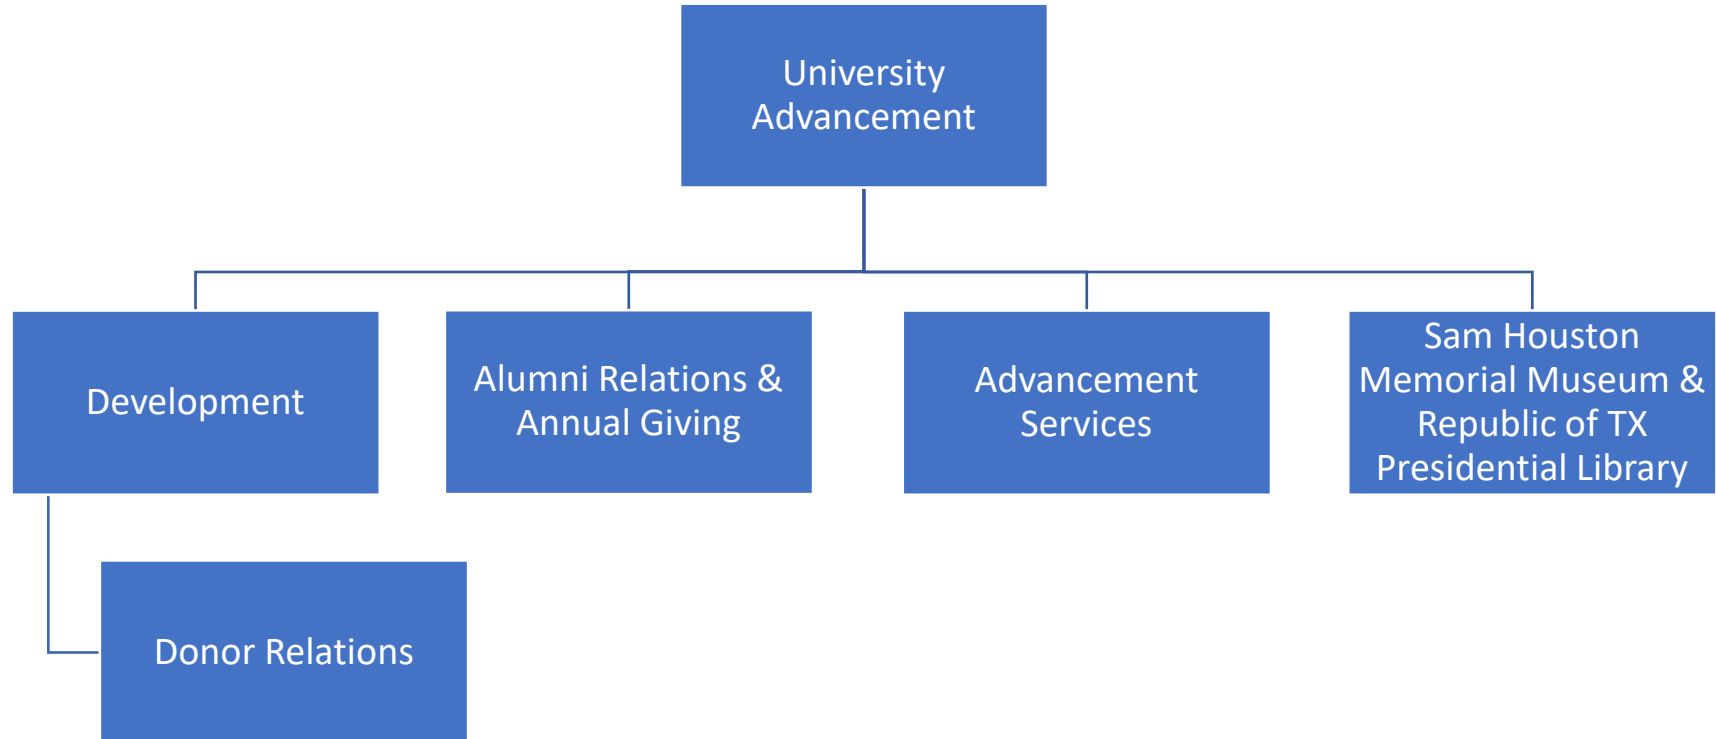 University
Advancement
Development
Alumni Relations &
Annual Giving
Advancement
Services
Sam Houston
Memorial Museum &
Republic of TX
Presidential Library
Donor Relations